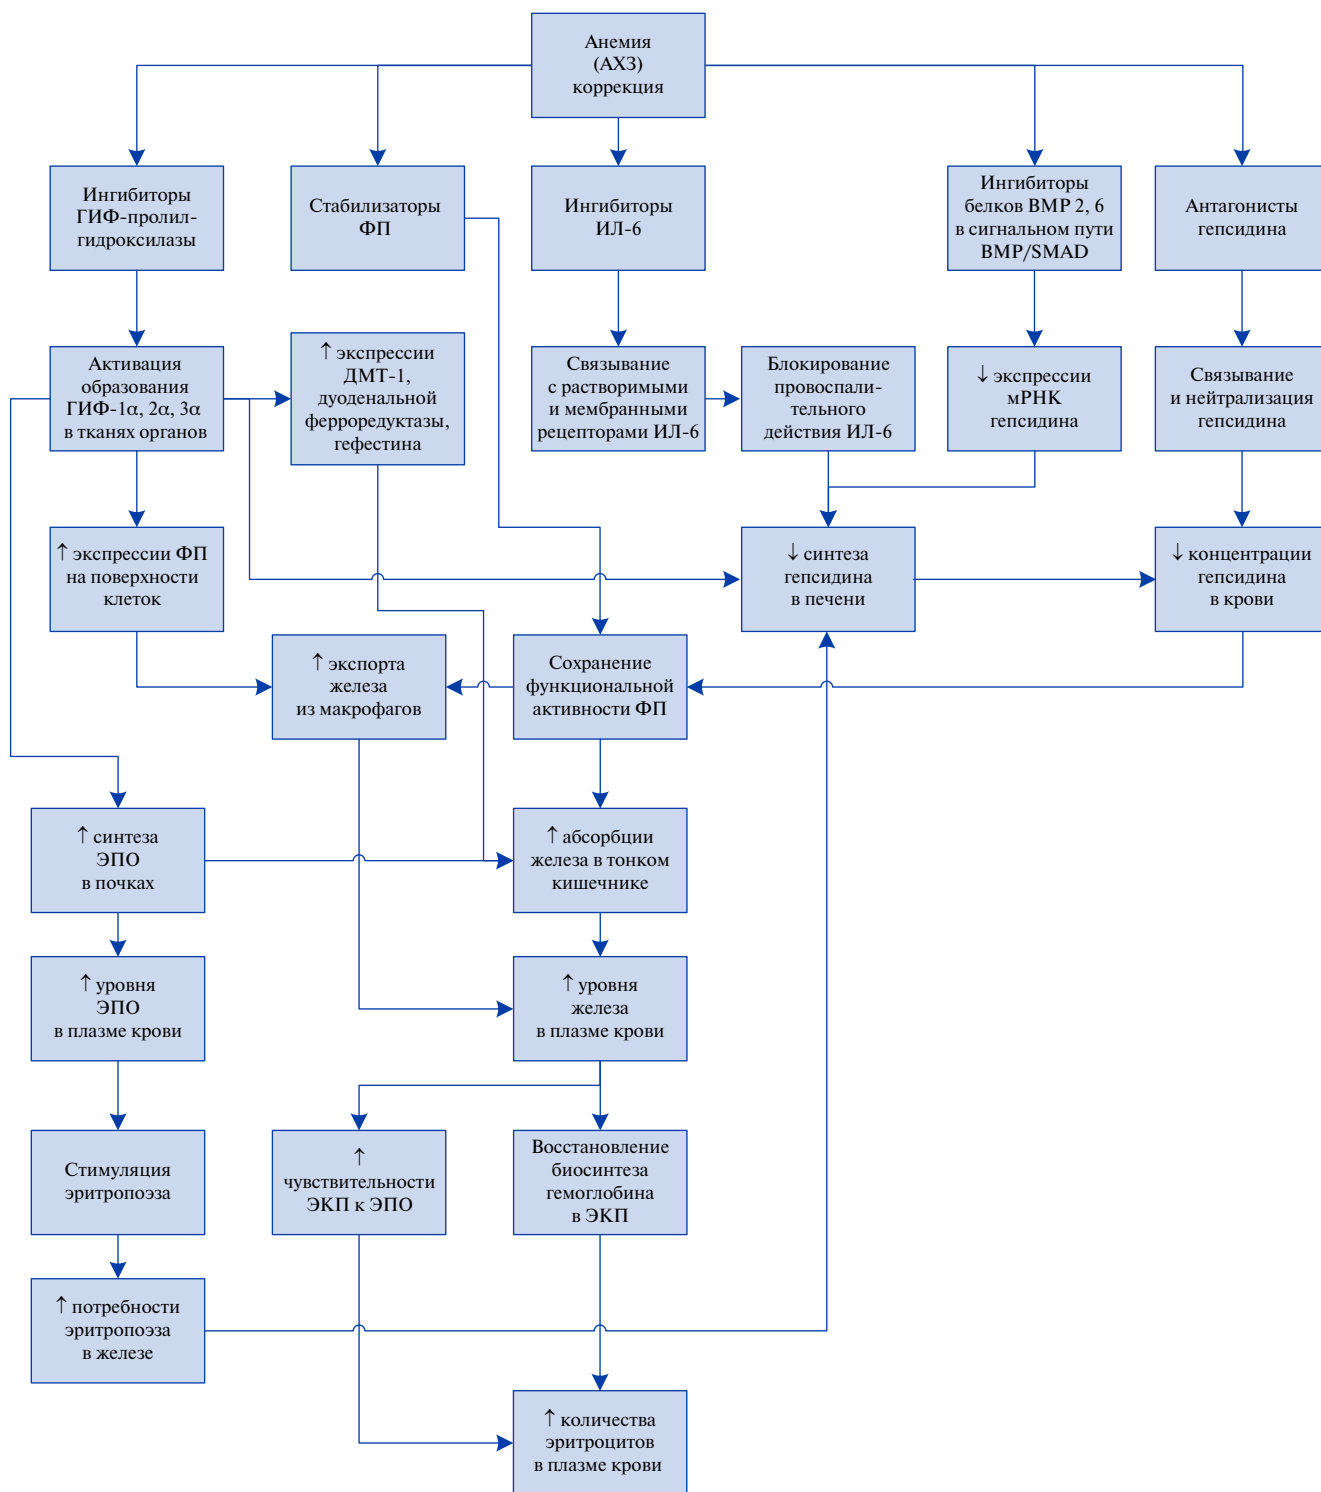 Анемия
(АХЗ)
коррекция
Ингибиторы
ГИФ-пролил-
гидроксилазы
Стабилизаторы
ФП
Ингибиторы
ИЛ-6
Ингибиторы
белков BMP 2, 6
в сигнальном пути
BMP/SMAD
Антагонисты
гепсидина
Активация
образования
ГИФ-1α, 2α, 3α
в тканях органов
↑ экспрессии
ДМТ-1,
дуоденальной
ферроредуктазы,
гефестина
Связывание
с растворимыми
и мембранными
рецепторами ИЛ-6
Блокирование
провоспали-
тельного
действия ИЛ-6
↓ экспрессии
мРНК
гепсидина
Связывание
и нейтрализация
гепсидина
↑ экспрессии ФП
на поверхности
клеток
↓ синтеза
гепсидина
в печени
↓ концентрации
гепсидина
в крови
↑ экспорта
железа
из макрофагов
Сохранение
функциональной
активности ФП
↑ синтеза
ЭПО
в почках
↑ абсорбции
железа в тонком
кишечнике
↑ уровня
ЭПО
в плазме крови
↑ уровня
железа
в плазме крови
Стимуляция
эритропоэза
↑
чувствительности
ЭКП к ЭПО
Восстановление
биосинтеза
гемоглобина
в ЭКП
↑ потребности
эритропоэза
в железе
↑ количества
эритроцитов
в плазме крови